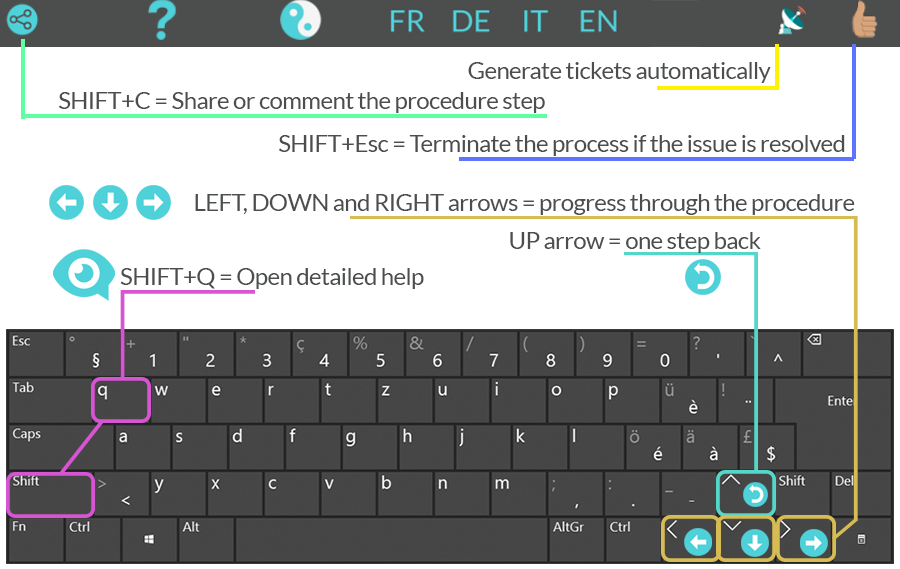 ? FR DE IT EN
Generate tickets automatically
SHIFT+C = Share or comment the procedure step
SHIFT+Esc = Terminate the process if the issue is resolved
LEFT, DOWN and RIGHT arrows = progress through the procedure
UP arrow = one step back
SHIFT+Q = Open detailed help
Esc ° § + 1 " 2 * 3 ç 4 % 5 & 6 / 7 ( 8 ) 9 = 0 ? ' ` ^
Tab q w e r t z u i o p ü è ! ¨ Enter
Caps a s d f g h j k l ö é ä à £ $
Shift > < y x c v b n m ; , : . _ - Shift Del
Fn Ctrl Alt AltGr Ctrl